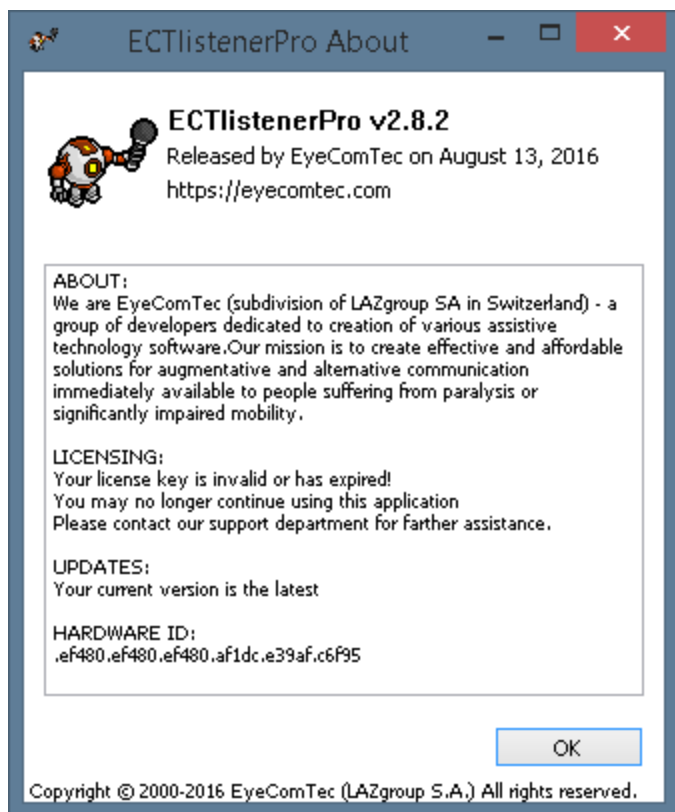 ECTlistenerPro About
ECTlistenerPro v2.8.2
Released by EyeComTec on August 13, 2016
https://eyecomtec.com
ABOUT:
We are EyeComTec (subdivision of LAZgroup SA in Switzerland) - a
group of developers dedicated to creation of various assistive
technology software.Our mission is to create effective and affordable
solutions for augmentative and alternative communication
immediately available to people suffering from paralysis or
significantly impaired mobility.
LICENSING:
Your license key is invalid or has expired!
You may no longer continue using this application
Please contact our support department for farther assistance.
UPDATES:
Your current version is the latest
HARDWARE ID:
.ef480.ef480.ef480.af1dc.e39af.c6f95
OK
Copyright © 2000-2016 EyeComTec (LAZgroup S.A.) All rights reserved.